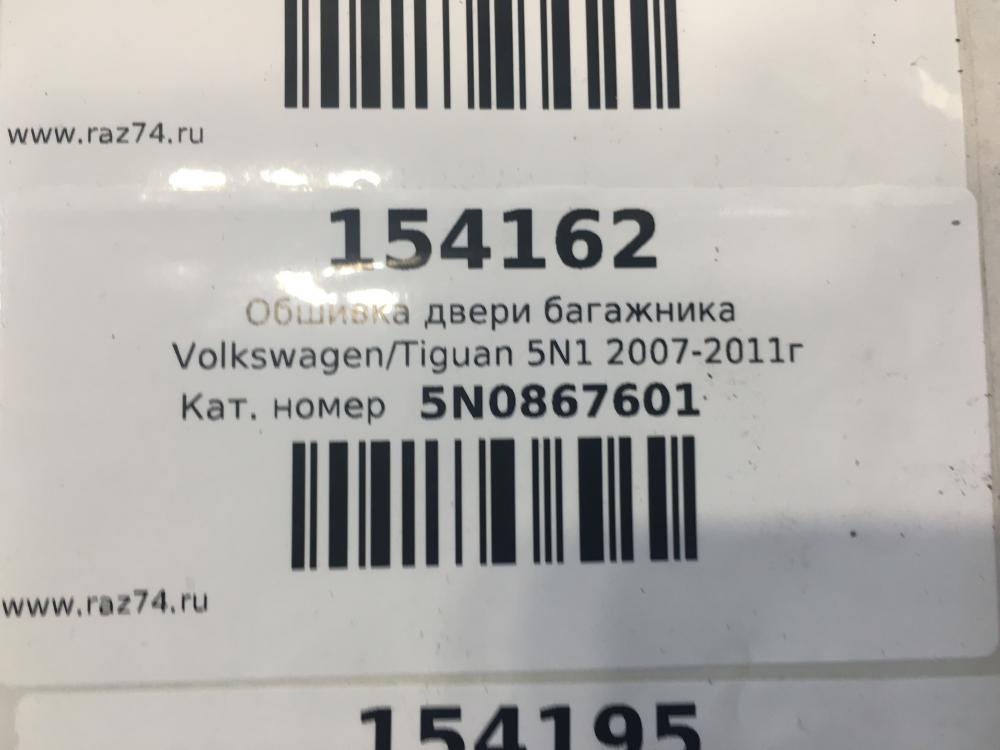 www.raz74.ru
154162
Обшивка двери багажника
Volkswagen/Tiguan 5N1 2007-2011г
Кат. номер 5N0867601
www.raz74.ru
154195